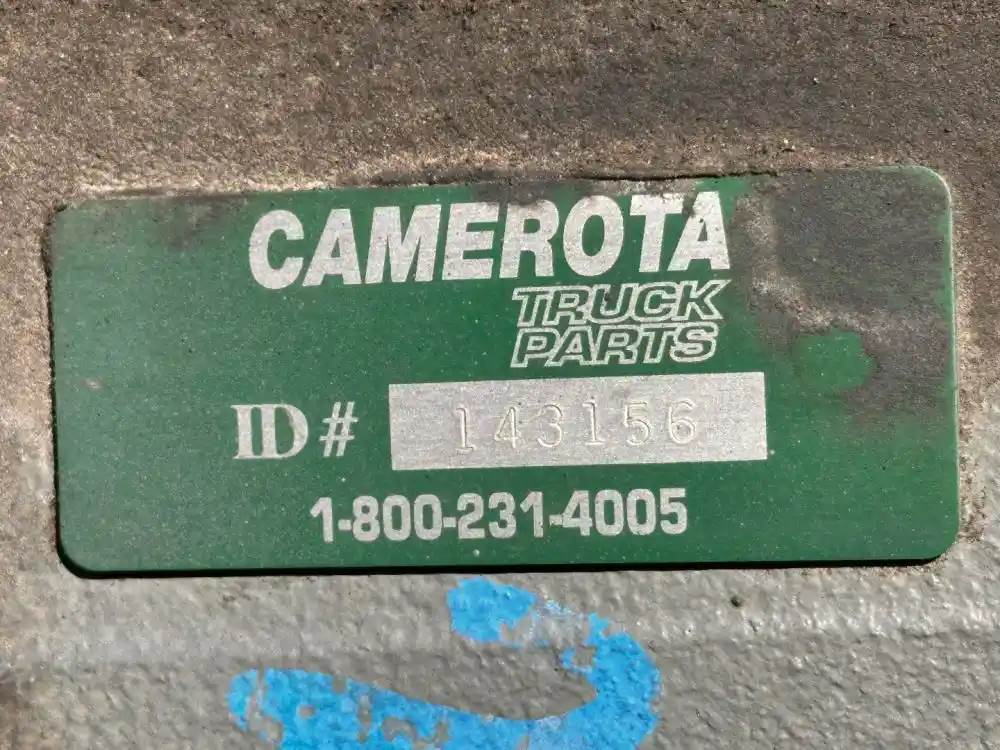 CAMEROTA
TRUCK
PARTS
ID# 143156
1-800-231-4005